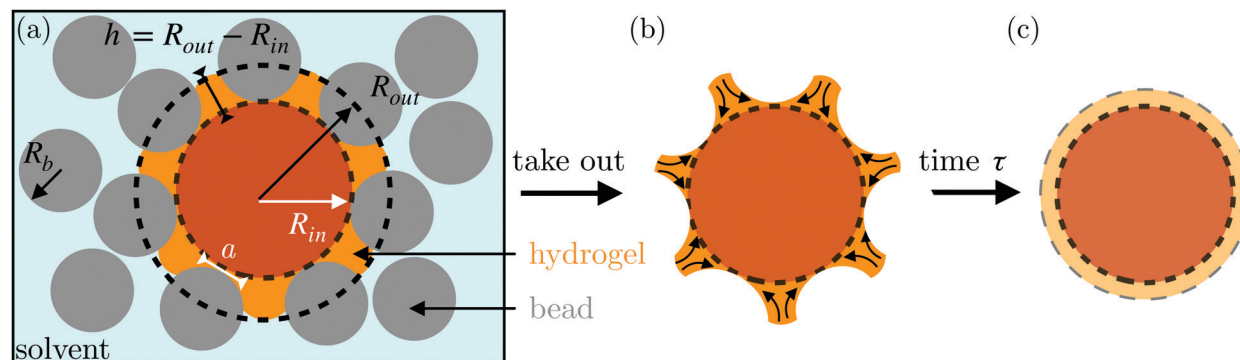 (a)
h = R_out − R_in
R_out
R_b
R_in
a
solvent
take out
hydrogel
bead
(b)
time τ
(c)